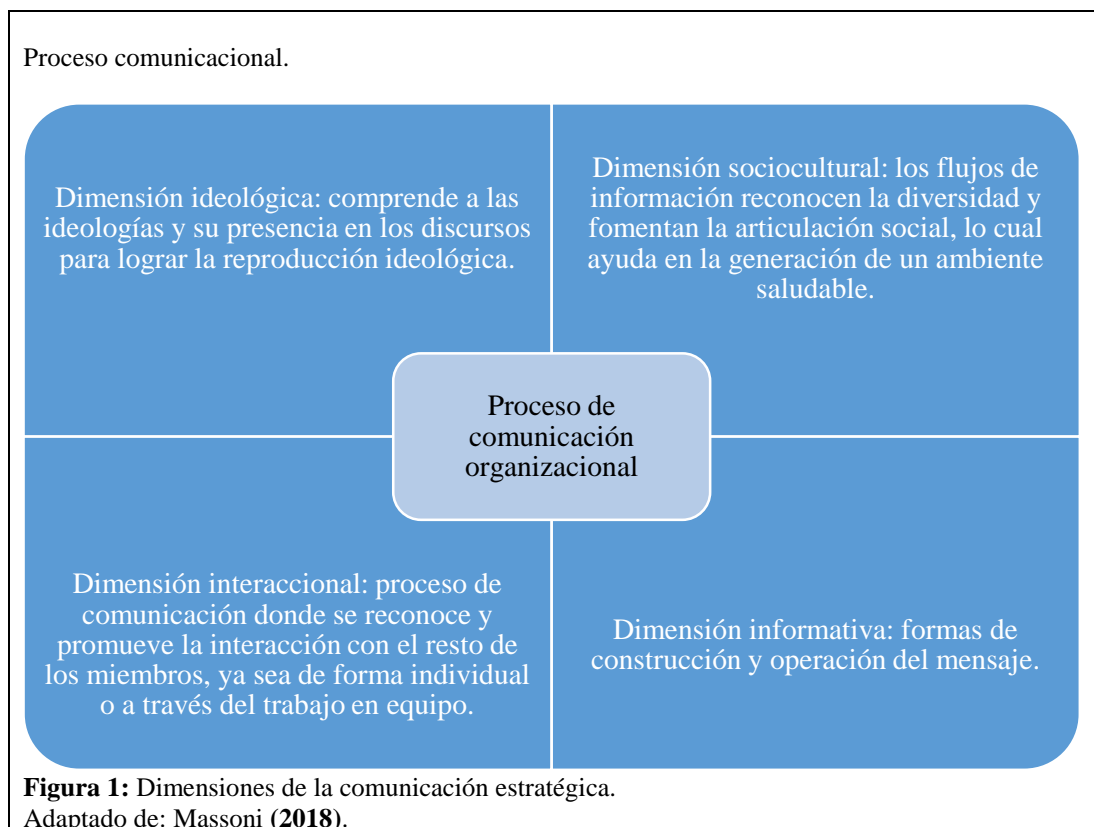 Proceso comunicacional.
Dimensión ideológica: comprende a las
ideologías y su presencia en los discursos
para lograr la reproducción ideológica.
Dimensión sociocultural: los flujos de
información reconocen la diversidad y
fomentan la articulación social, lo cual
ayuda en la generación de un ambiente
saludable.
Proceso de
comunicación
organizacional
Dimensión interaccional: proceso de
comunicación donde se reconoce y
promueve la interacción con el resto de
los miembros, ya sea de forma individual
o a través del trabajo en equipo.
Dimensión informativa: formas de
construcción y operación del mensaje.
Figura 1: Dimensiones de la comunicación estratégica.
Adaptado de: Massoni (2018).